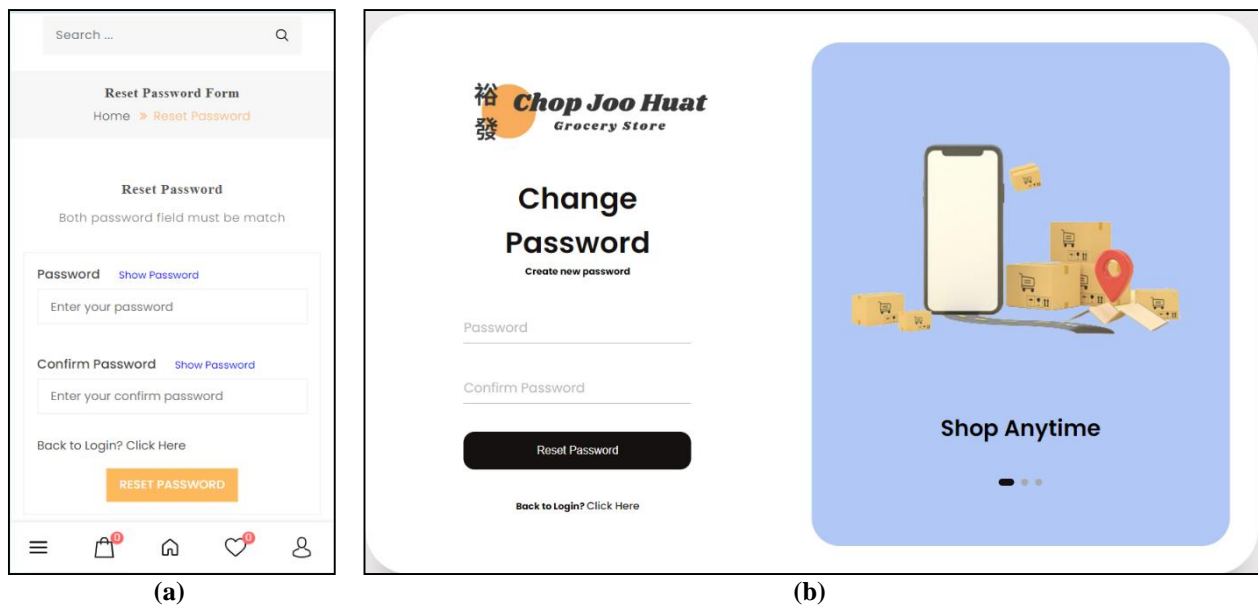 Search ...
Reset Password Form
Home » Reset Password
Reset Password
Both password field must be match
Password Show Password
Enter your password
Confirm Password Show Password
Enter your confirm password
Back to Login? Click Here
RESET PASSWORD
0 0
(a)
裕 發
Chop Joo Huat
Grocery Store
Change
Password
Create new password
Password
Confirm Password
Reset Password
Back to Login? Click Here
Shop Anytime
(b)